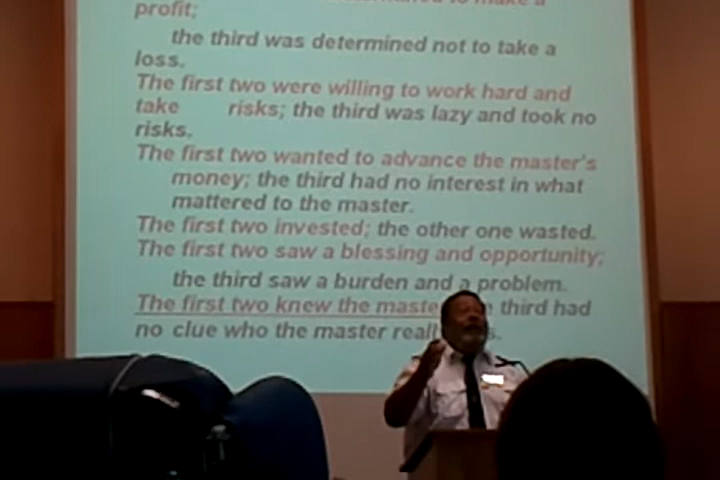 to make a
profit;
the third was determined not to take a
loss.
The first two were willing to work hard and
take risks; the third was lazy and took no
risks.
The first two wanted to advance the master's
money; the third had no interest in what
mattered to the master.
The first two invested; the other one wasted.
The first two saw a blessing and opportunity;
the third saw a burden and a problem.
The first two knew the third had
no clue who the master